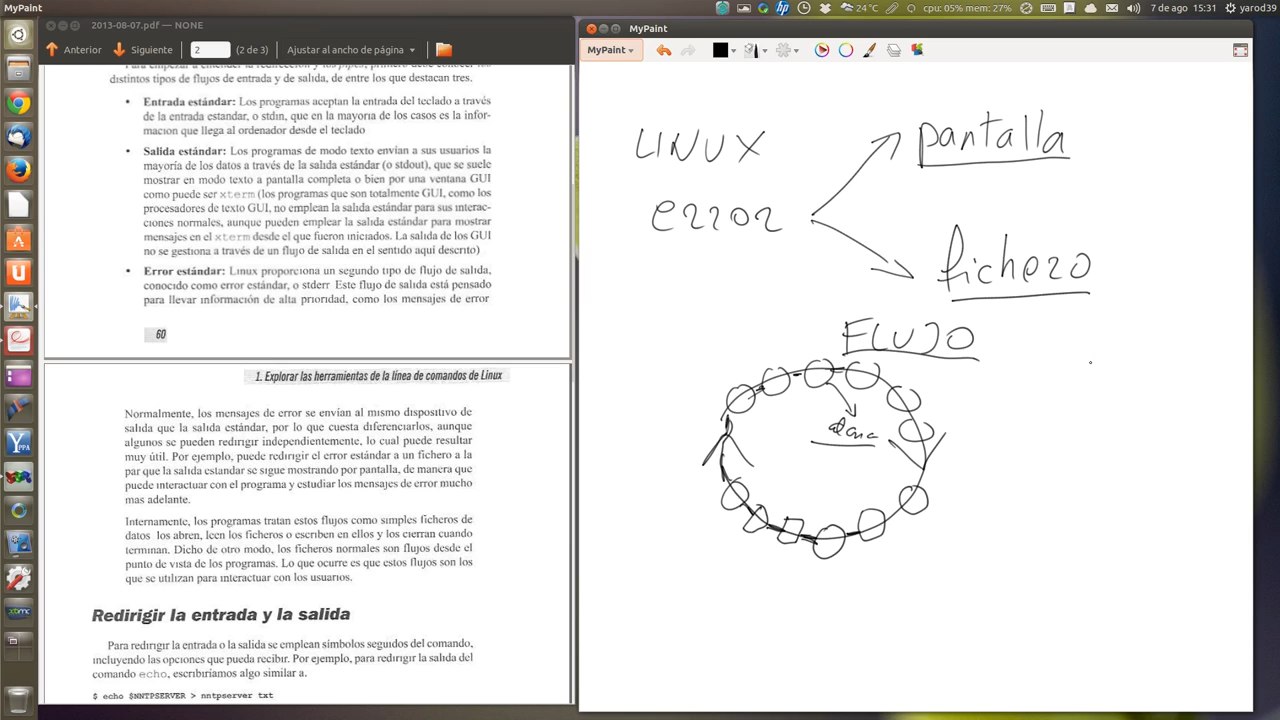 MyPaint
24°C
cpu:05% mem:27%
7 de ago 15:31
yarod39
2013-08-07.pdf — NONE
Anterior
Siguiente
2
(2 de 3)
Ajustar al ancho de página
distintos tipos de flujos de entrada y de salida, de entre los que destacan tres.
• Entrada estándar: Los programas aceptan la entrada del teclado a través
de la entrada estandar, o stdin, que en la mayoria de los casos es la infor-
macion que llega al ordenador desde el teclado
• Salida estándar: Los programas de modo texto envían a sus usuarios la
mayoría de los datos a través de la salida estándar (o stdout), que se suele
mostrar en modo texto a pantalla completa o bien por una ventana GUI
como puede ser xterm (los programas que son totalmente GUI, como los
procesadores de texto GUI, no emplean la salida estándar para sus interac-
ciones normales, aunque pueden emplear la salida estándar para mostrar
mensajes en el xterm desde el que fueron iniciados. La salida de los GUI
no se gestiona a través de un flujo de salida en el sentido aquí descrito)
• Error estándar: Linux proporciona un segundo tipo de flujo de salida,
conocido como error estándar, o stderr Este flujo de salida está pensado
para llevar información de alta prioridad, como los mensajes de error
60
1. Explorar las herramientas de la línea de comandos de Linux
Normalmente, los mensajes de error se envían al mismo dispositivo de
salida que la salida estándar, por lo que cuesta diferenciarlos, aunque
algunos se pueden redirigir independientemente, lo cual puede resultar
muy útil. Por ejemplo, puede redirigir el error estándar a un fichero a la
par que la salida estandar se sigue mostrando por pantalla, de manera que
puede interactuar con el programa y estudiar los mensajes de error mucho
mas adelante.
Internamente, los programas tratan estos flujos como simples ficheros de
datos los abren, leen los ficheros o escriben en ellos y los cierran cuando
terminan. Dicho de otro modo, los ficheros normales son flujos desde el
punto de vista de los programas. Lo que ocurre es que estos flujos son los
que se utilizan para interactuar con los usuarios.
Redirigir la entrada y la salida
Para redirigir la entrada o la salida se emplean símbolos seguidos del comando,
incluyendo las opciones que pueda recibir. Por ejemplo, para redirigir la salida del
comando echo, escribiríamos algo similar a.
$ echo $NNTPSERVER > nntpserver txt
MyPaint
MyPaint
LINUX
pantalla
error
fichero
FLUJO